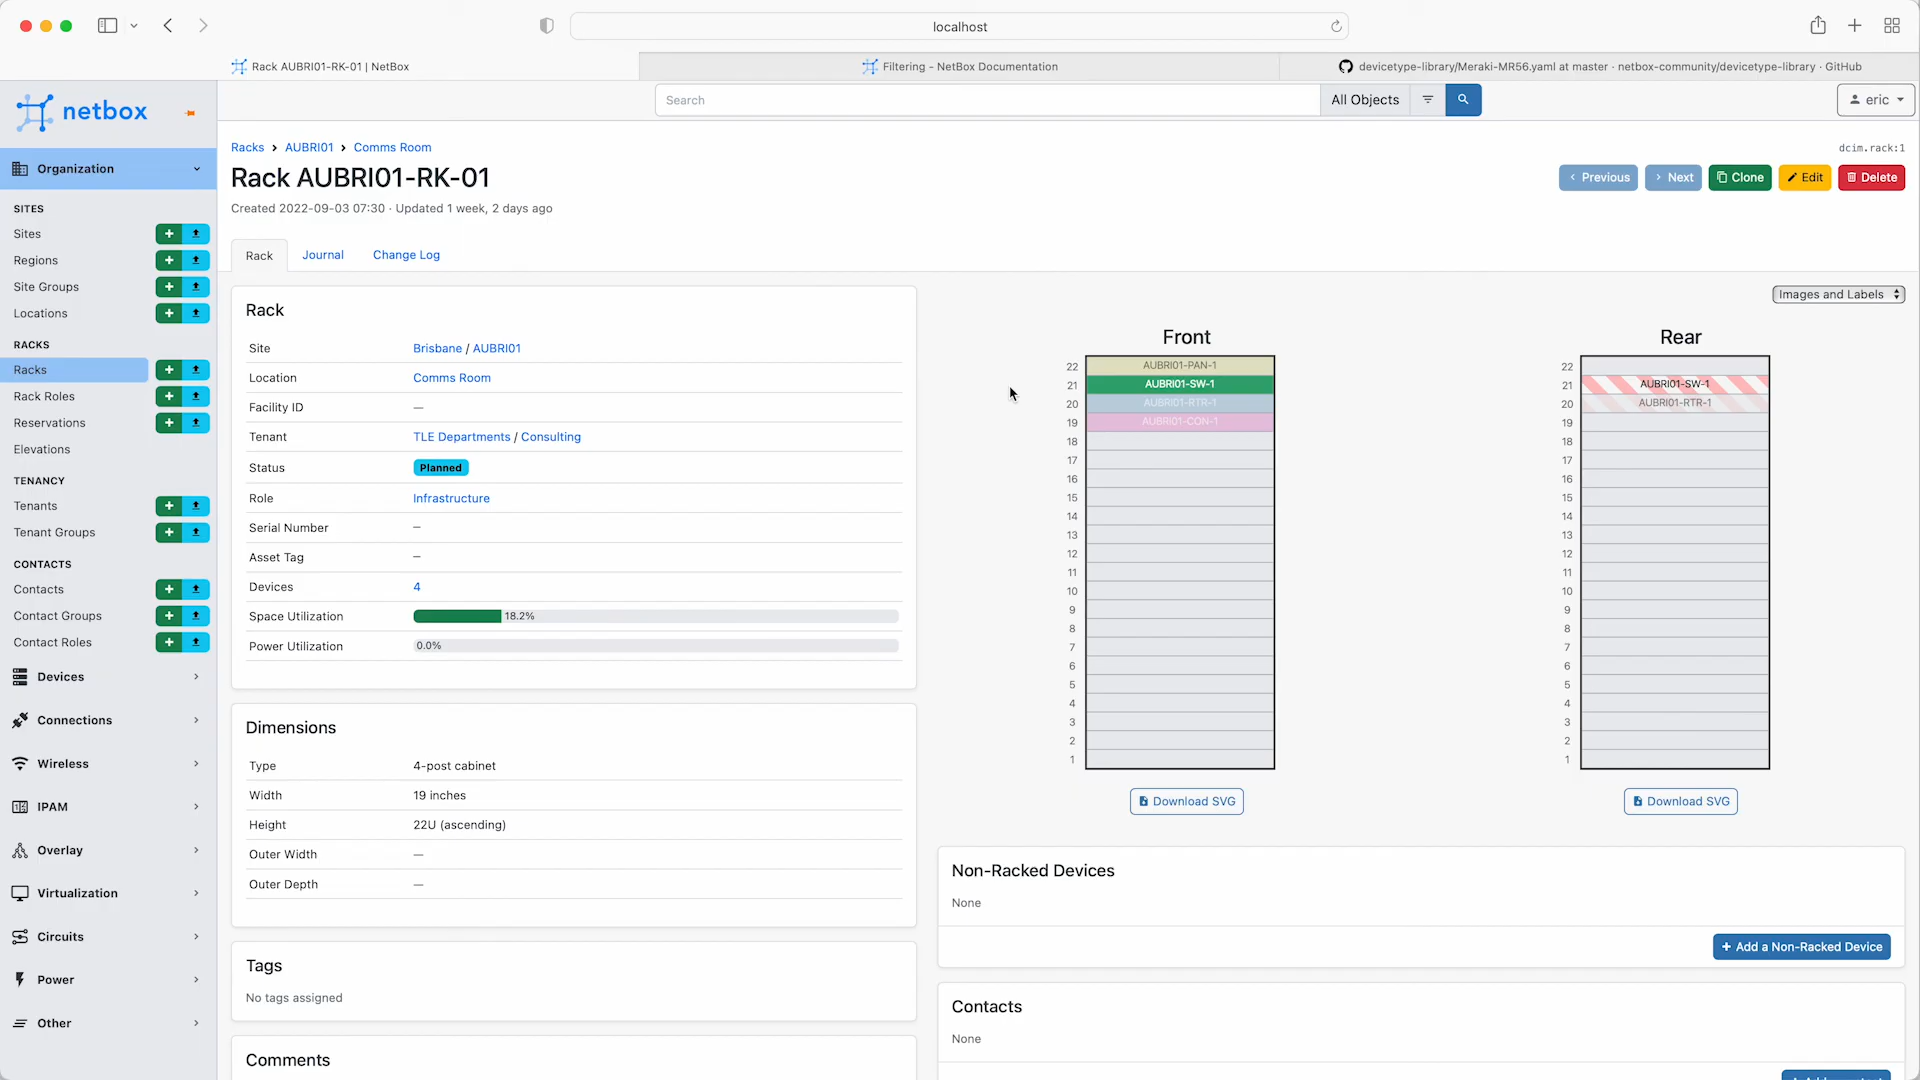 localhost
Rack AUBRI01-RK-01 | NetBox
Filtering - NetBox Documentation
devicetype-library/Meraki-MR56.yaml at master · netbox-community/devicetype-library · GitHub
netbox
Search
All Objects
eric
Organization
SITES
Sites
Regions
Site Groups
Locations
RACKS
Racks
Rack Roles
Reservations
Elevations
TENANCY
Tenants
Tenant Groups
CONTACTS
Contacts
Contact Groups
Contact Roles
Devices
Connections
Wireless
IPAM
Overlay
Virtualization
Circuits
Power
Other
Racks > AUBRI01 > Comms Room
dcim.rack:1
Rack AUBRI01-RK-01
Created 2022-09-03 07:30 · Updated 1 week, 2 days ago
Previous
Next
Clone
Edit
Delete
Rack
Journal
Change Log
Rack
Site Brisbane / AUBRI01
Location Comms Room
Facility ID —
Tenant TLE Departments / Consulting
Status Planned
Role Infrastructure
Serial Number —
Asset Tag —
Devices 4
Space Utilization 18.2%
Power Utilization 0.0%
Dimensions
Type 4-post cabinet
Width 19 inches
Height 22U (ascending)
Outer Width —
Outer Depth —
Tags
No tags assigned
Comments
Images and Labels
Front
22 AUBRI01-PAN-1
21 AUBRI01-SW-1
20 AUBRI01-RTR-1
19 AUBRI01-CON-1
18
17
16
15
14
13
12
11
10
9
8
7
6
5
4
3
2
1
Download SVG
Rear
22
21 AUBRI01-SW-1
20 AUBRI01-RTR-1
19
18
17
16
15
14
13
12
11
10
9
8
7
6
5
4
3
2
1
Download SVG
Non-Racked Devices
None
+ Add a Non-Racked Device
Contacts
None